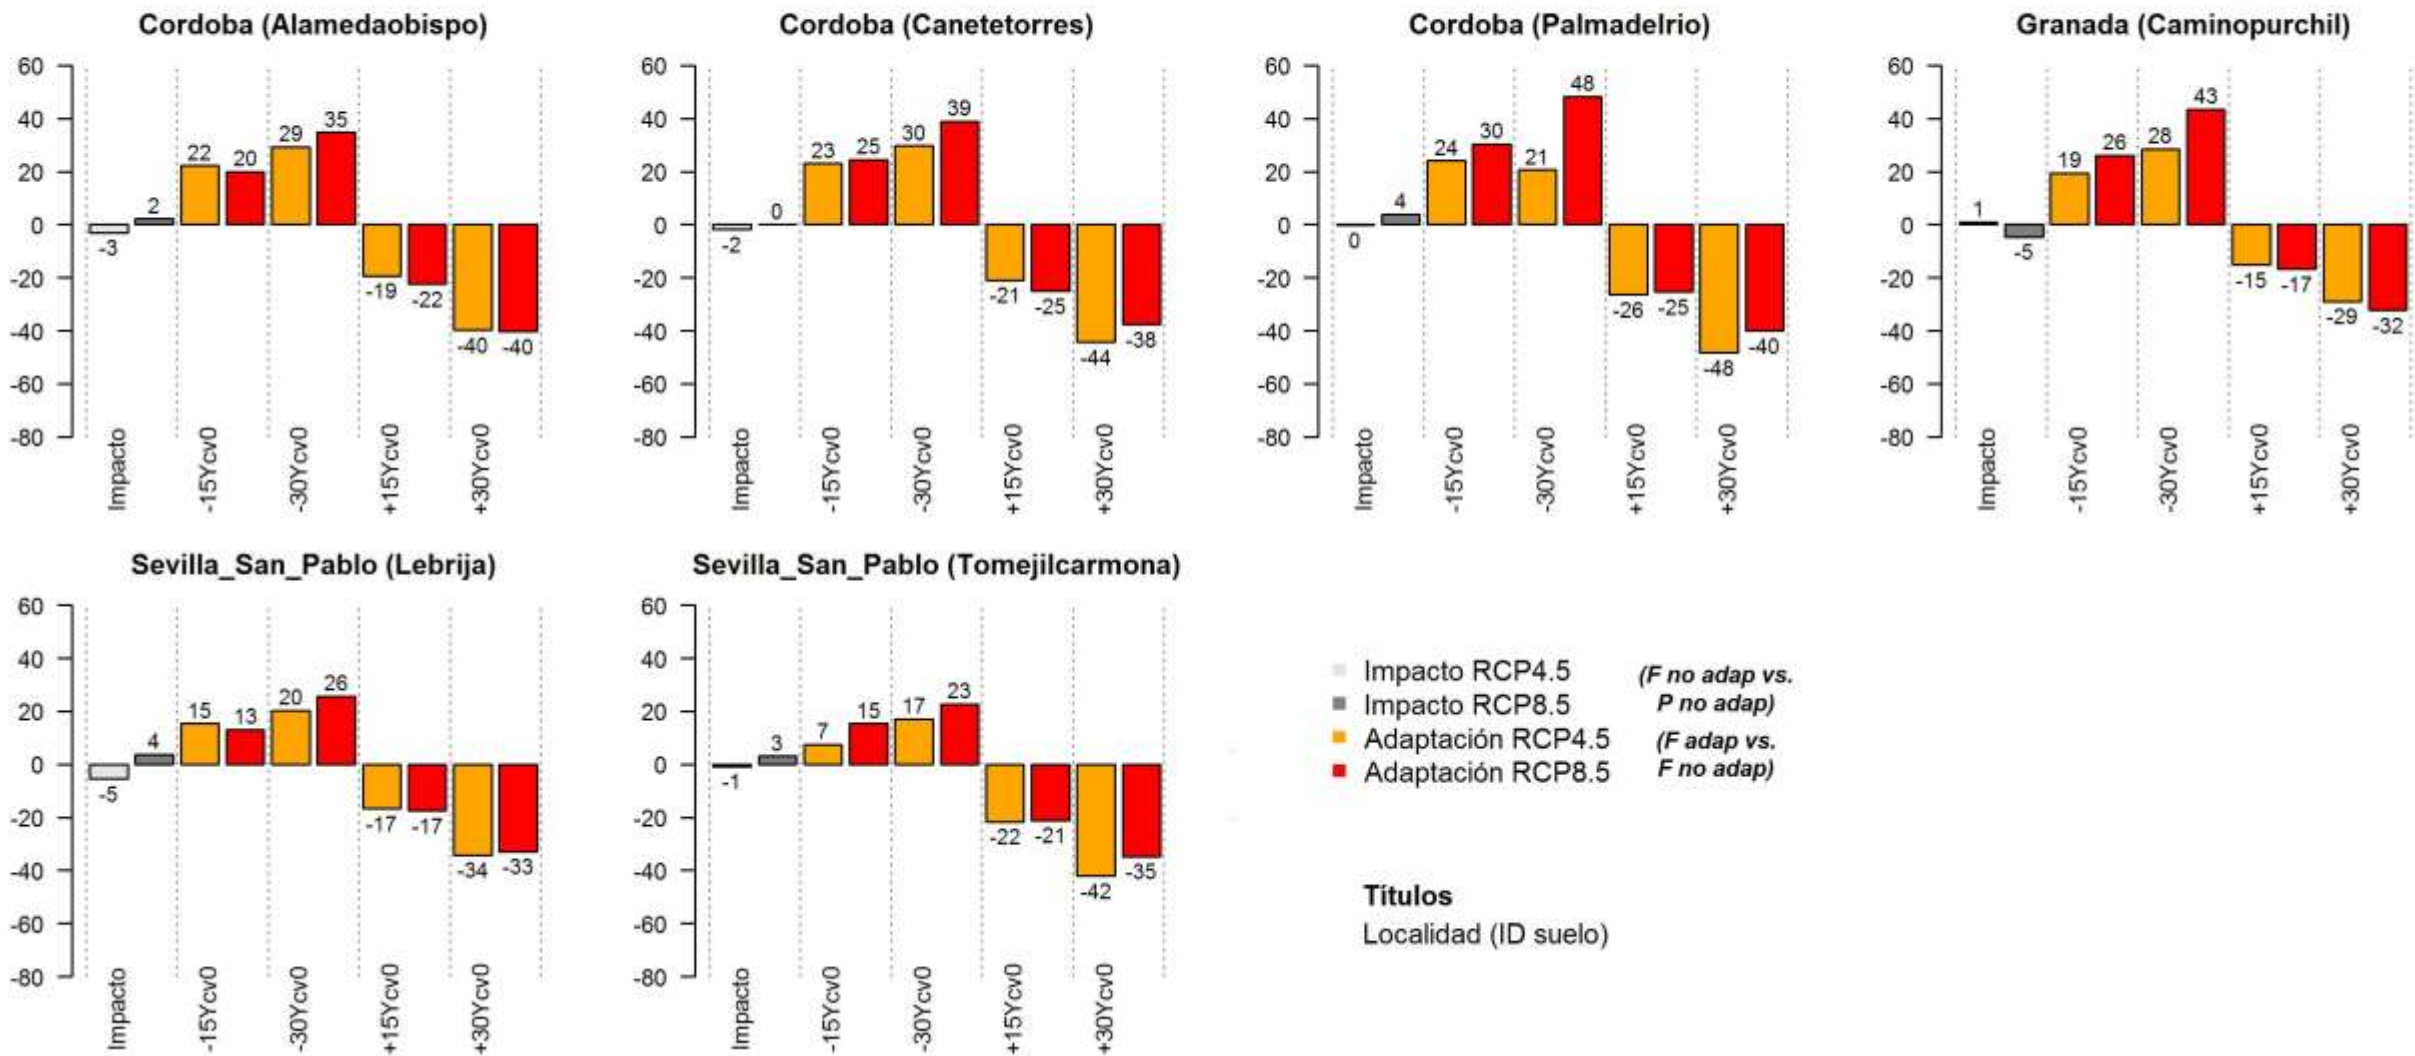 Cordoba (Alamedaobispo)
60
40
20
0
-20
-40
-60
-80
-3
2
22
20
29
35
-19
-22
-40
-40
Impacto
-15Ycv0
-30Ycv0
+15Ycv0
+30Ycv0
Cordoba (Canetetorres)
60
40
20
0
-20
-40
-60
-80
-2
0
23
25
30
39
-21
-25
-44
-38
Impacto
-15Ycv0
-30Ycv0
+15Ycv0
+30Ycv0
Cordoba (Palmadelrio)
60
40
20
0
-20
-40
-60
-80
0
4
24
30
21
48
-26
-25
-48
-40
Impacto
-15Ycv0
-30Ycv0
+15Ycv0
+30Ycv0
Granada (Caminopurchil)
60
40
20
0
-20
-40
-60
-80
1
-5
19
26
28
43
-15
-17
-29
-32
Impacto
-15Ycv0
-30Ycv0
+15Ycv0
+30Ycv0
Sevilla_San_Pablo (Lebrija)
60
40
20
0
-20
-40
-60
-80
-5
4
15
13
20
26
-17
-17
-34
-33
Impacto
-15Ycv0
-30Ycv0
+15Ycv0
+30Ycv0
Sevilla_San_Pablo (Tomejilcarmona)
60
40
20
0
-20
-40
-60
-80
-1
3
7
15
17
23
-22
-21
-42
-35
Impacto
-15Ycv0
-30Ycv0
+15Ycv0
+30Ycv0
Impacto RCP4.5 (F no adap vs.
Impacto RCP8.5 P no adap)
Adaptación RCP4.5 (F adap vs.
Adaptación RCP8.5 F no adap)
Títulos
Localidad (ID suelo)